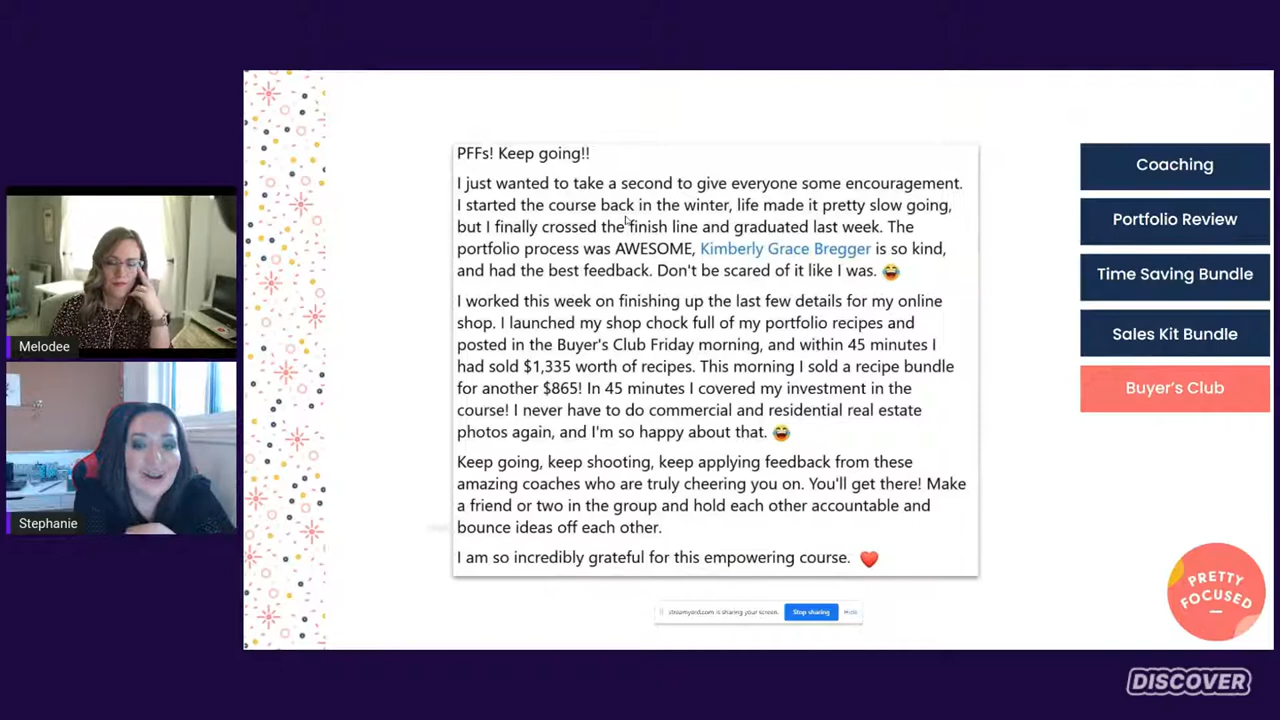 PFFs! Keep going!!
I just wanted to take a second to give everyone some encouragement.
I started the course back in the winter, life made it pretty slow going,
but I finally crossed the finish line and graduated last week. The
portfolio process was AWESOME, Kimberly Grace Bregger is so kind,
and had the best feedback. Don't be scared of it like I was. 😂
I worked this week on finishing up the last few details for my online
shop. I launched my shop chock full of my portfolio recipes and
posted in the Buyer's Club Friday morning, and within 45 minutes I
had sold $1,335 worth of recipes. This morning I sold a recipe bundle
for another $865! In 45 minutes I covered my investment in the
course! I never have to do commercial and residential real estate
photos again, and I'm so happy about that. 😂
Keep going, keep shooting, keep applying feedback from these
amazing coaches who are truly cheering you on. You'll get there! Make
a friend or two in the group and hold each other accountable and
bounce ideas off each other.
I am so incredibly grateful for this empowering course. ❤️
Coaching
Portfolio Review
Time Saving Bundle
Sales Kit Bundle
Buyer's Club
Melodee
Stephanie
streamyard.com is sharing your screen.
Stop sharing
Hide
PRETTY
FOCUSED
DISCOVER